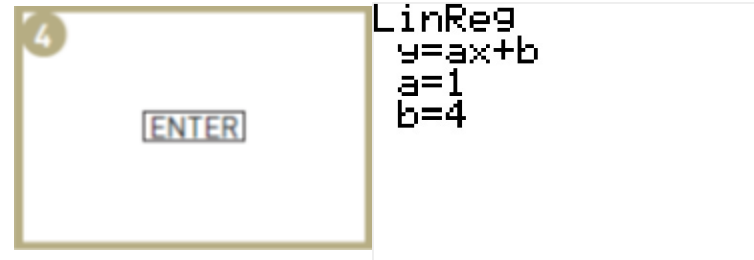 4
ENTER
LinReg
y=ax+b
a=1
b=4